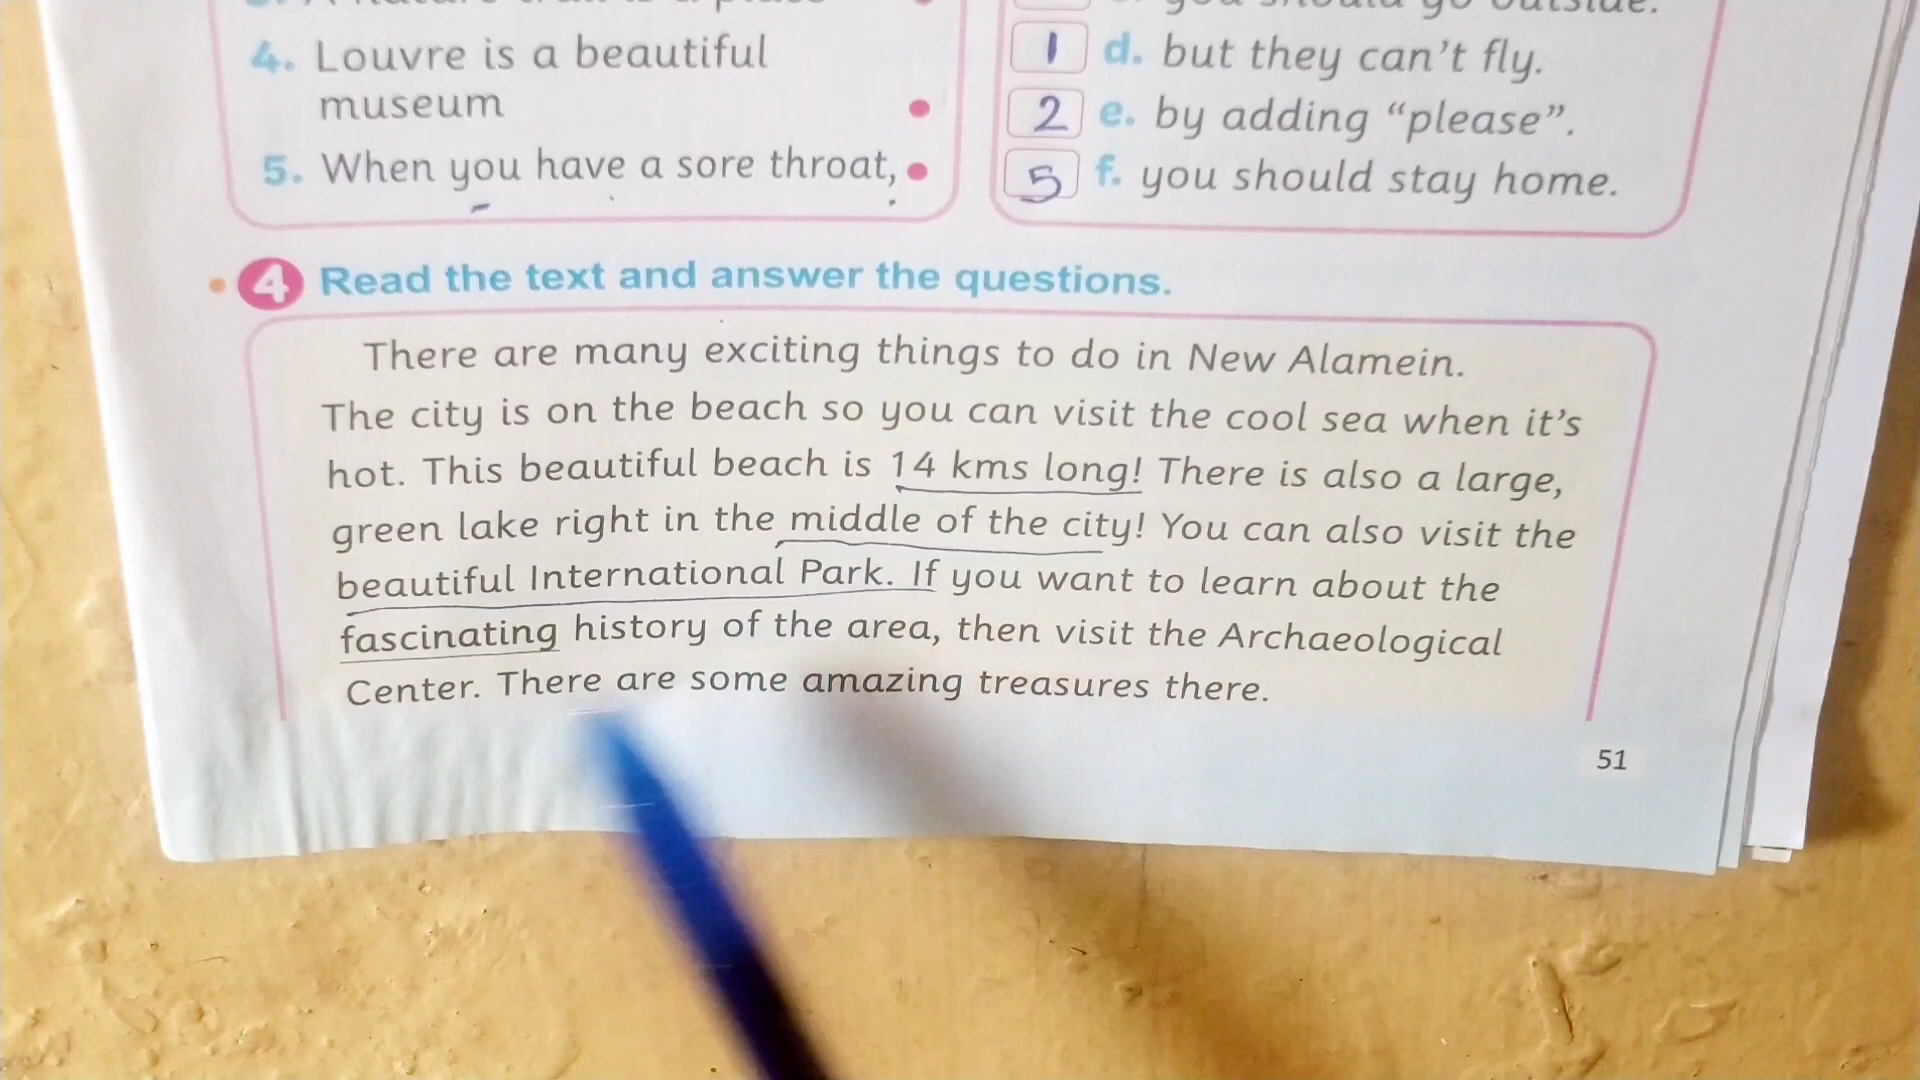 4. Louvre is a beautiful
museum
5. When you have a sore throat,
you should go outside.
1 d. but they can't fly.
2 e. by adding “please”.
5 f. you should stay home.
4 Read the text and answer the questions.
There are many exciting things to do in New Alamein.
The city is on the beach so you can visit the cool sea when it's
hot. This beautiful beach is 14 kms long! There is also a large,
green lake right in the middle of the city! You can also visit the
beautiful International Park. If you want to learn about the
fascinating history of the area, then visit the Archaeological
Center. There are some amazing treasures there.
51